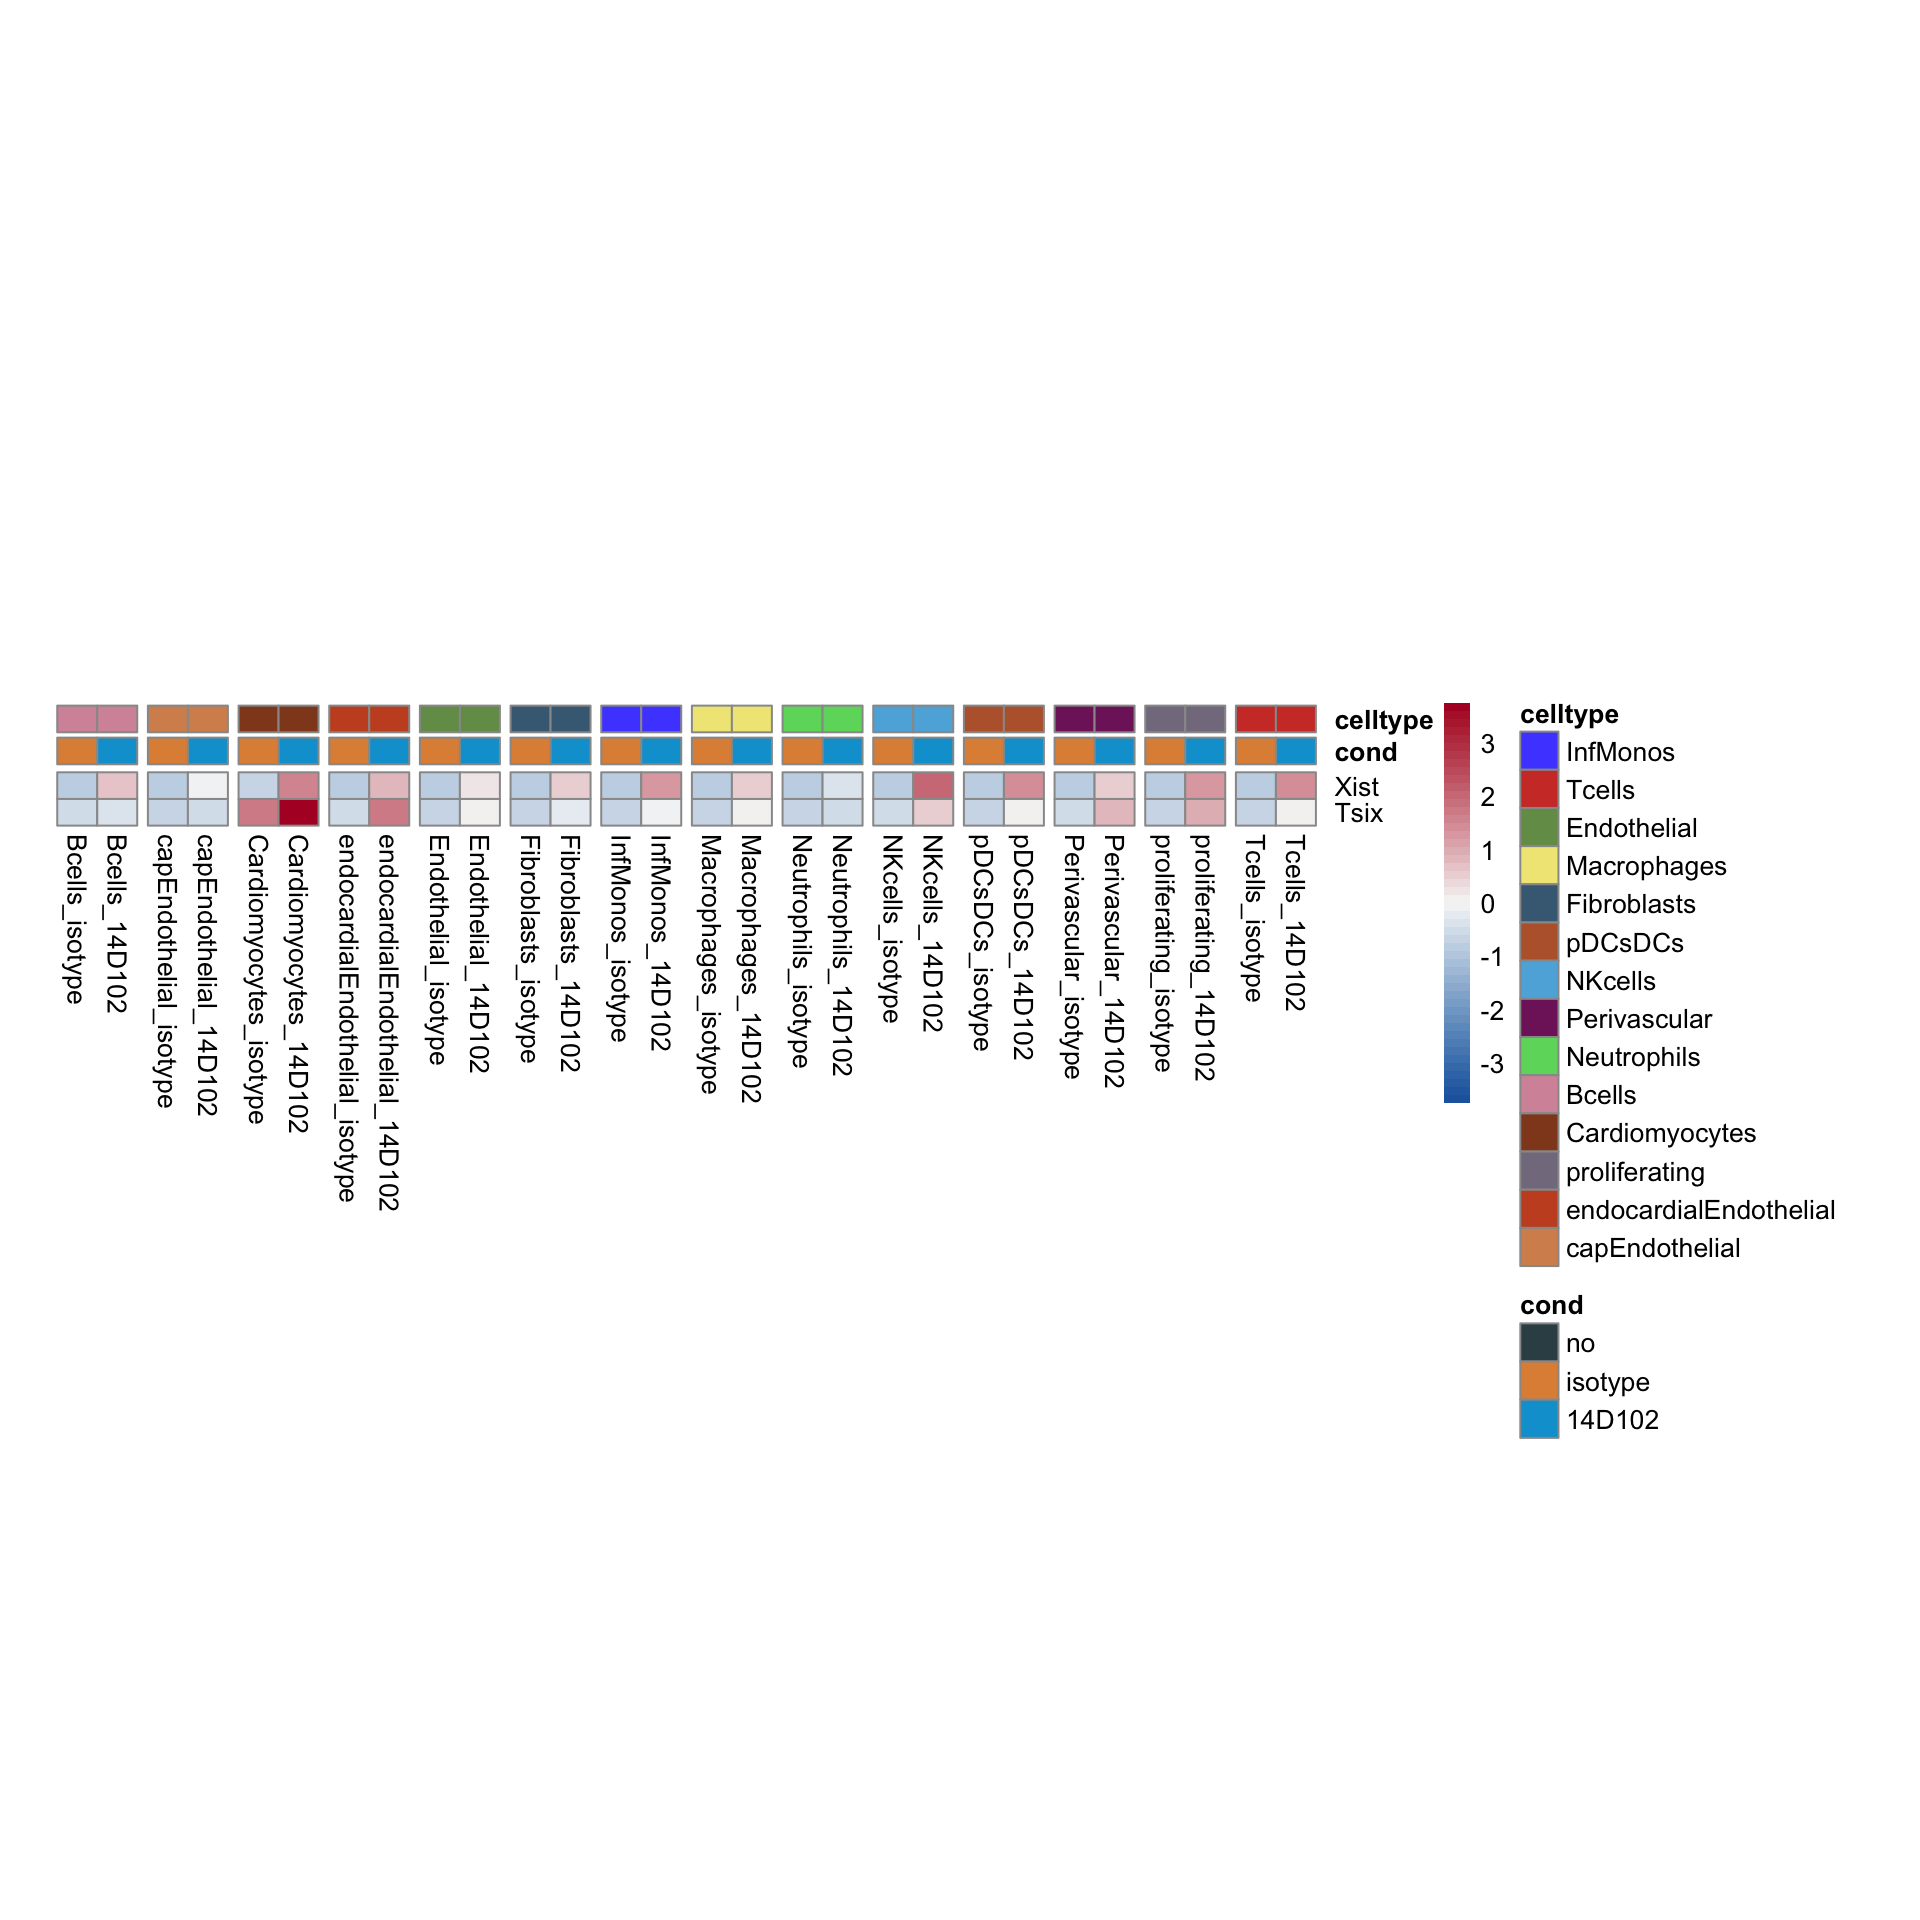 celltype
cond
Xist
Tsix
Bcells_isotype
Bcells_14D102
capEndothelial_isotype
capEndothelial_14D102
Cardiomyocytes_isotype
Cardiomyocytes_14D102
endocardialEndothelial_isotype
endocardialEndothelial_14D102
Endothelial_isotype
Endothelial_14D102
Fibroblasts_isotype
Fibroblasts_14D102
InfMonos_isotype
InfMonos_14D102
Macrophages_isotype
Macrophages_14D102
Neutrophils_isotype
Neutrophils_14D102
NKcells_isotype
NKcells_14D102
pDCsDCs_isotype
pDCsDCs_14D102
Perivascular_isotype
Perivascular_14D102
proliferating_isotype
proliferating_14D102
Tcells_isotype
Tcells_14D102
3
2
1
0
-1
-2
-3
celltype
InfMonos
Tcells
Endothelial
Macrophages
Fibroblasts
pDCsDCs
NKcells
Perivascular
Neutrophils
Bcells
Cardiomyocytes
proliferating
endocardialEndothelial
capEndothelial
cond
no
isotype
14D102